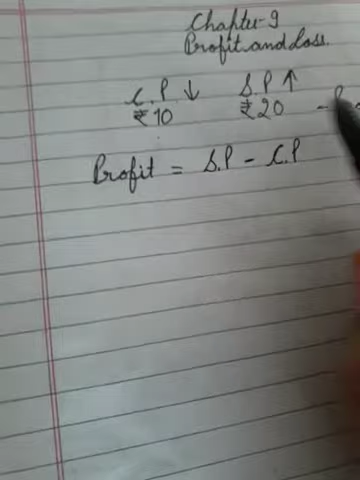 Chapter-9
Profit and Loss.
C.P ↓ S.P ↑
₹10 ₹20 -
Profit = S.P - C.P